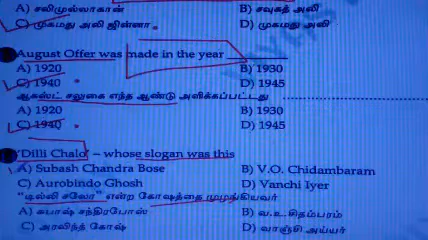 A) சலிமுல்லாகான் B) சவுகத் அலி
C) முகமது அலி ஜின்னா D) முகமது அலி
August Offer was made in the year
A) 1920 B) 1930
C) 1940 D) 1945
ஆகஸ்ட் சலுகை எந்த ஆண்டு அளிக்கப்பட்டது
A) 1920 B) 1930
C) 1940 D) 1945
'Dilli Chalo' – whose slogan was this
A) Subash Chandra Bose B) V.O. Chidambaram
C) Aurobindo Ghosh D) Vanchi Iyer
"டில்லி சலோ" என்ற கோஷத்தை முழங்கியவர்
A) சுபாஷ் சந்திரபோஸ் B) வ.உ.சிதம்பரம்
C) அரவிந்த் கோஷ் D) வாஞ்சி அய்யர்